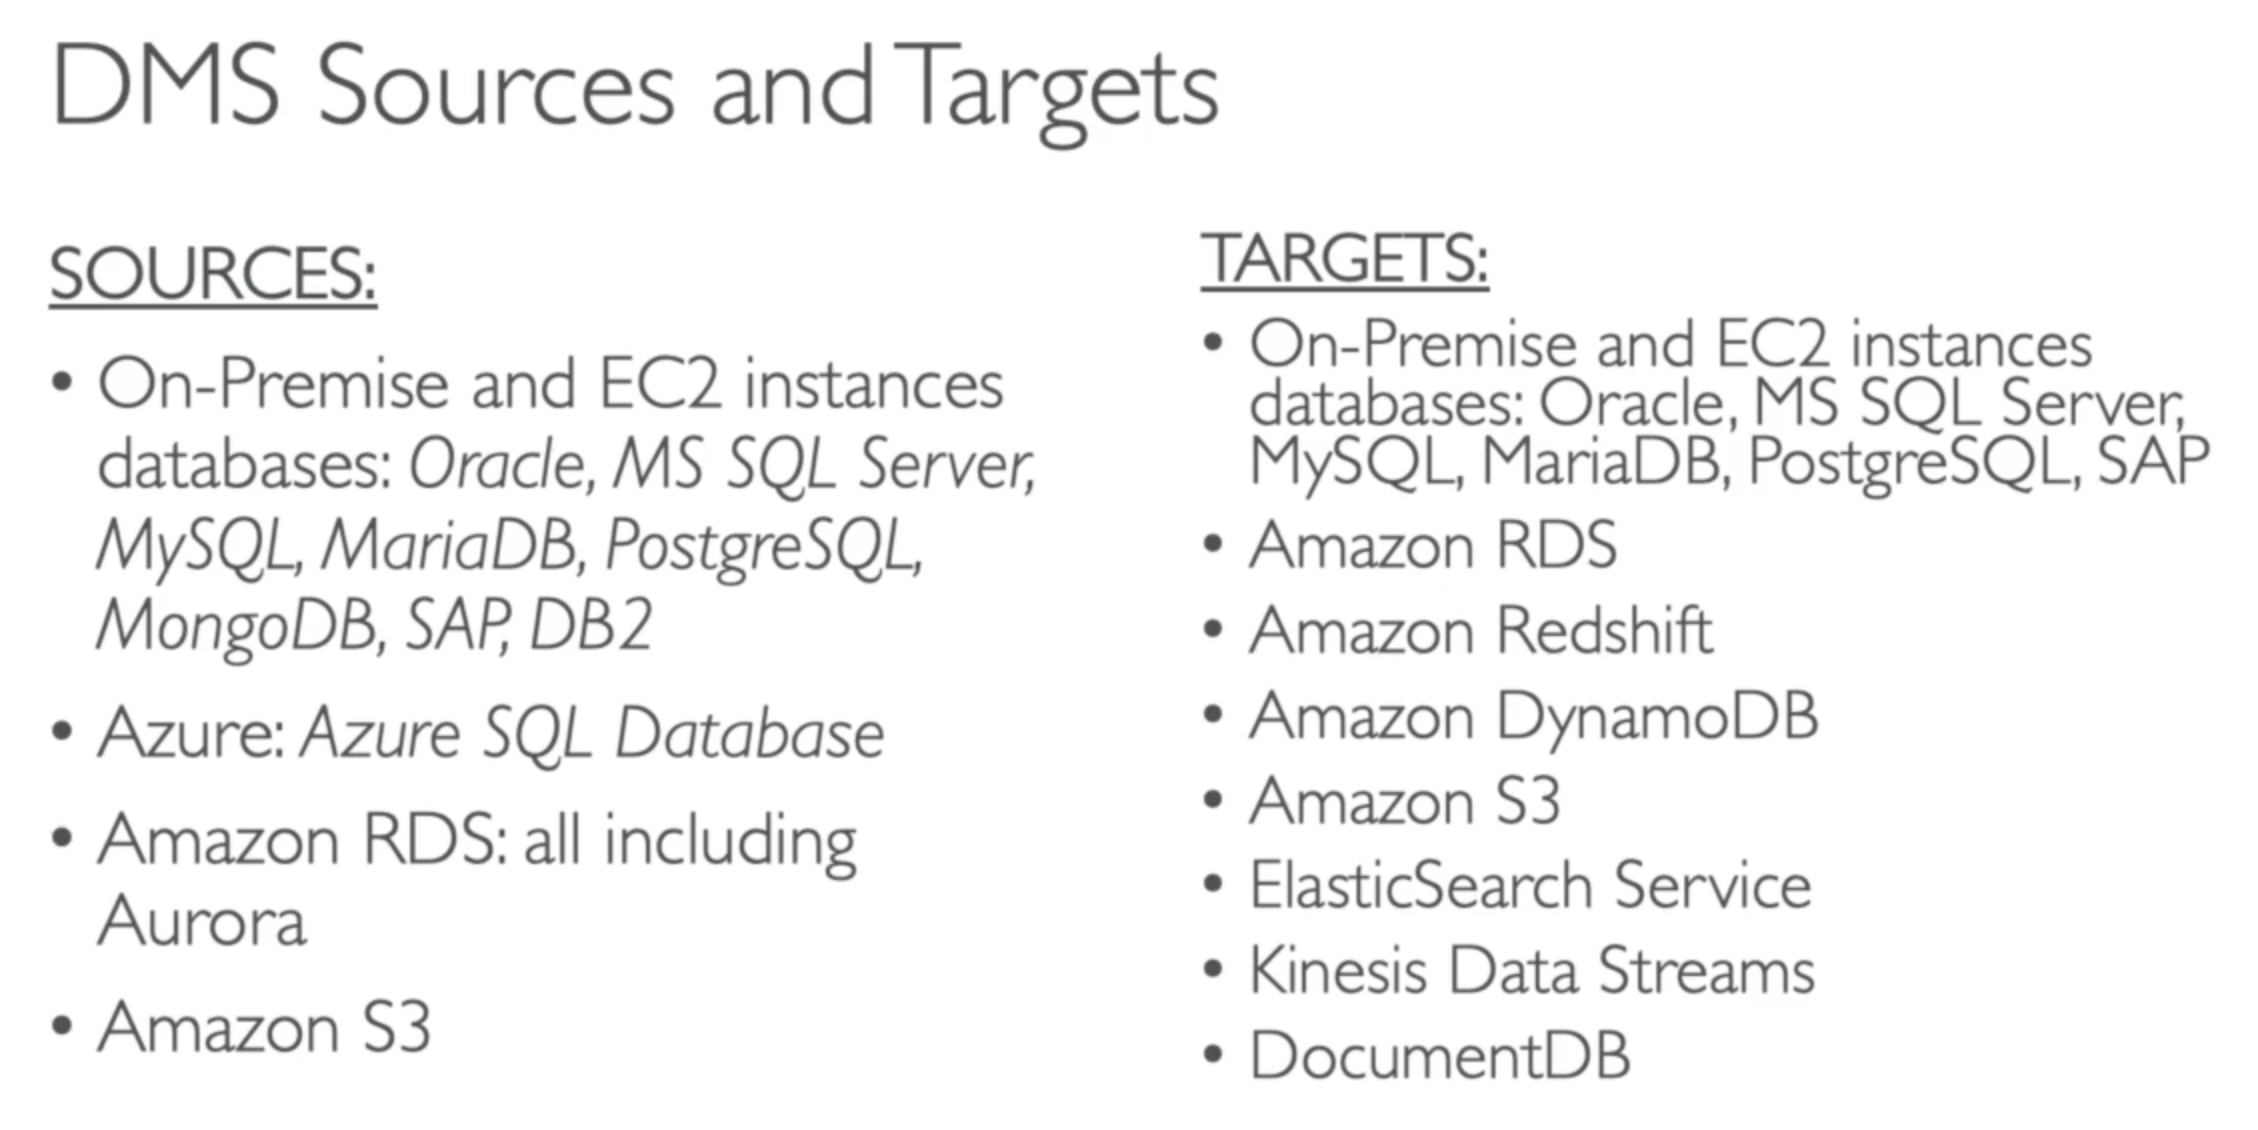 DMS Sources and Targets
SOURCES:
• On-Premise and EC2 instances
databases: Oracle, MS SQL Server,
MySQL, MariaDB, PostgreSQL,
MongoDB, SAP, DB2
• Azure: Azure SQL Database
• Amazon RDS: all including
Aurora
• Amazon S3
TARGETS:
• On-Premise and EC2 instances
databases: Oracle, MS SQL Server,
MySQL, MariaDB, PostgreSQL, SAP
• Amazon RDS
• Amazon Redshift
• Amazon DynamoDB
• Amazon S3
• ElasticSearch Service
• Kinesis Data Streams
• DocumentDB